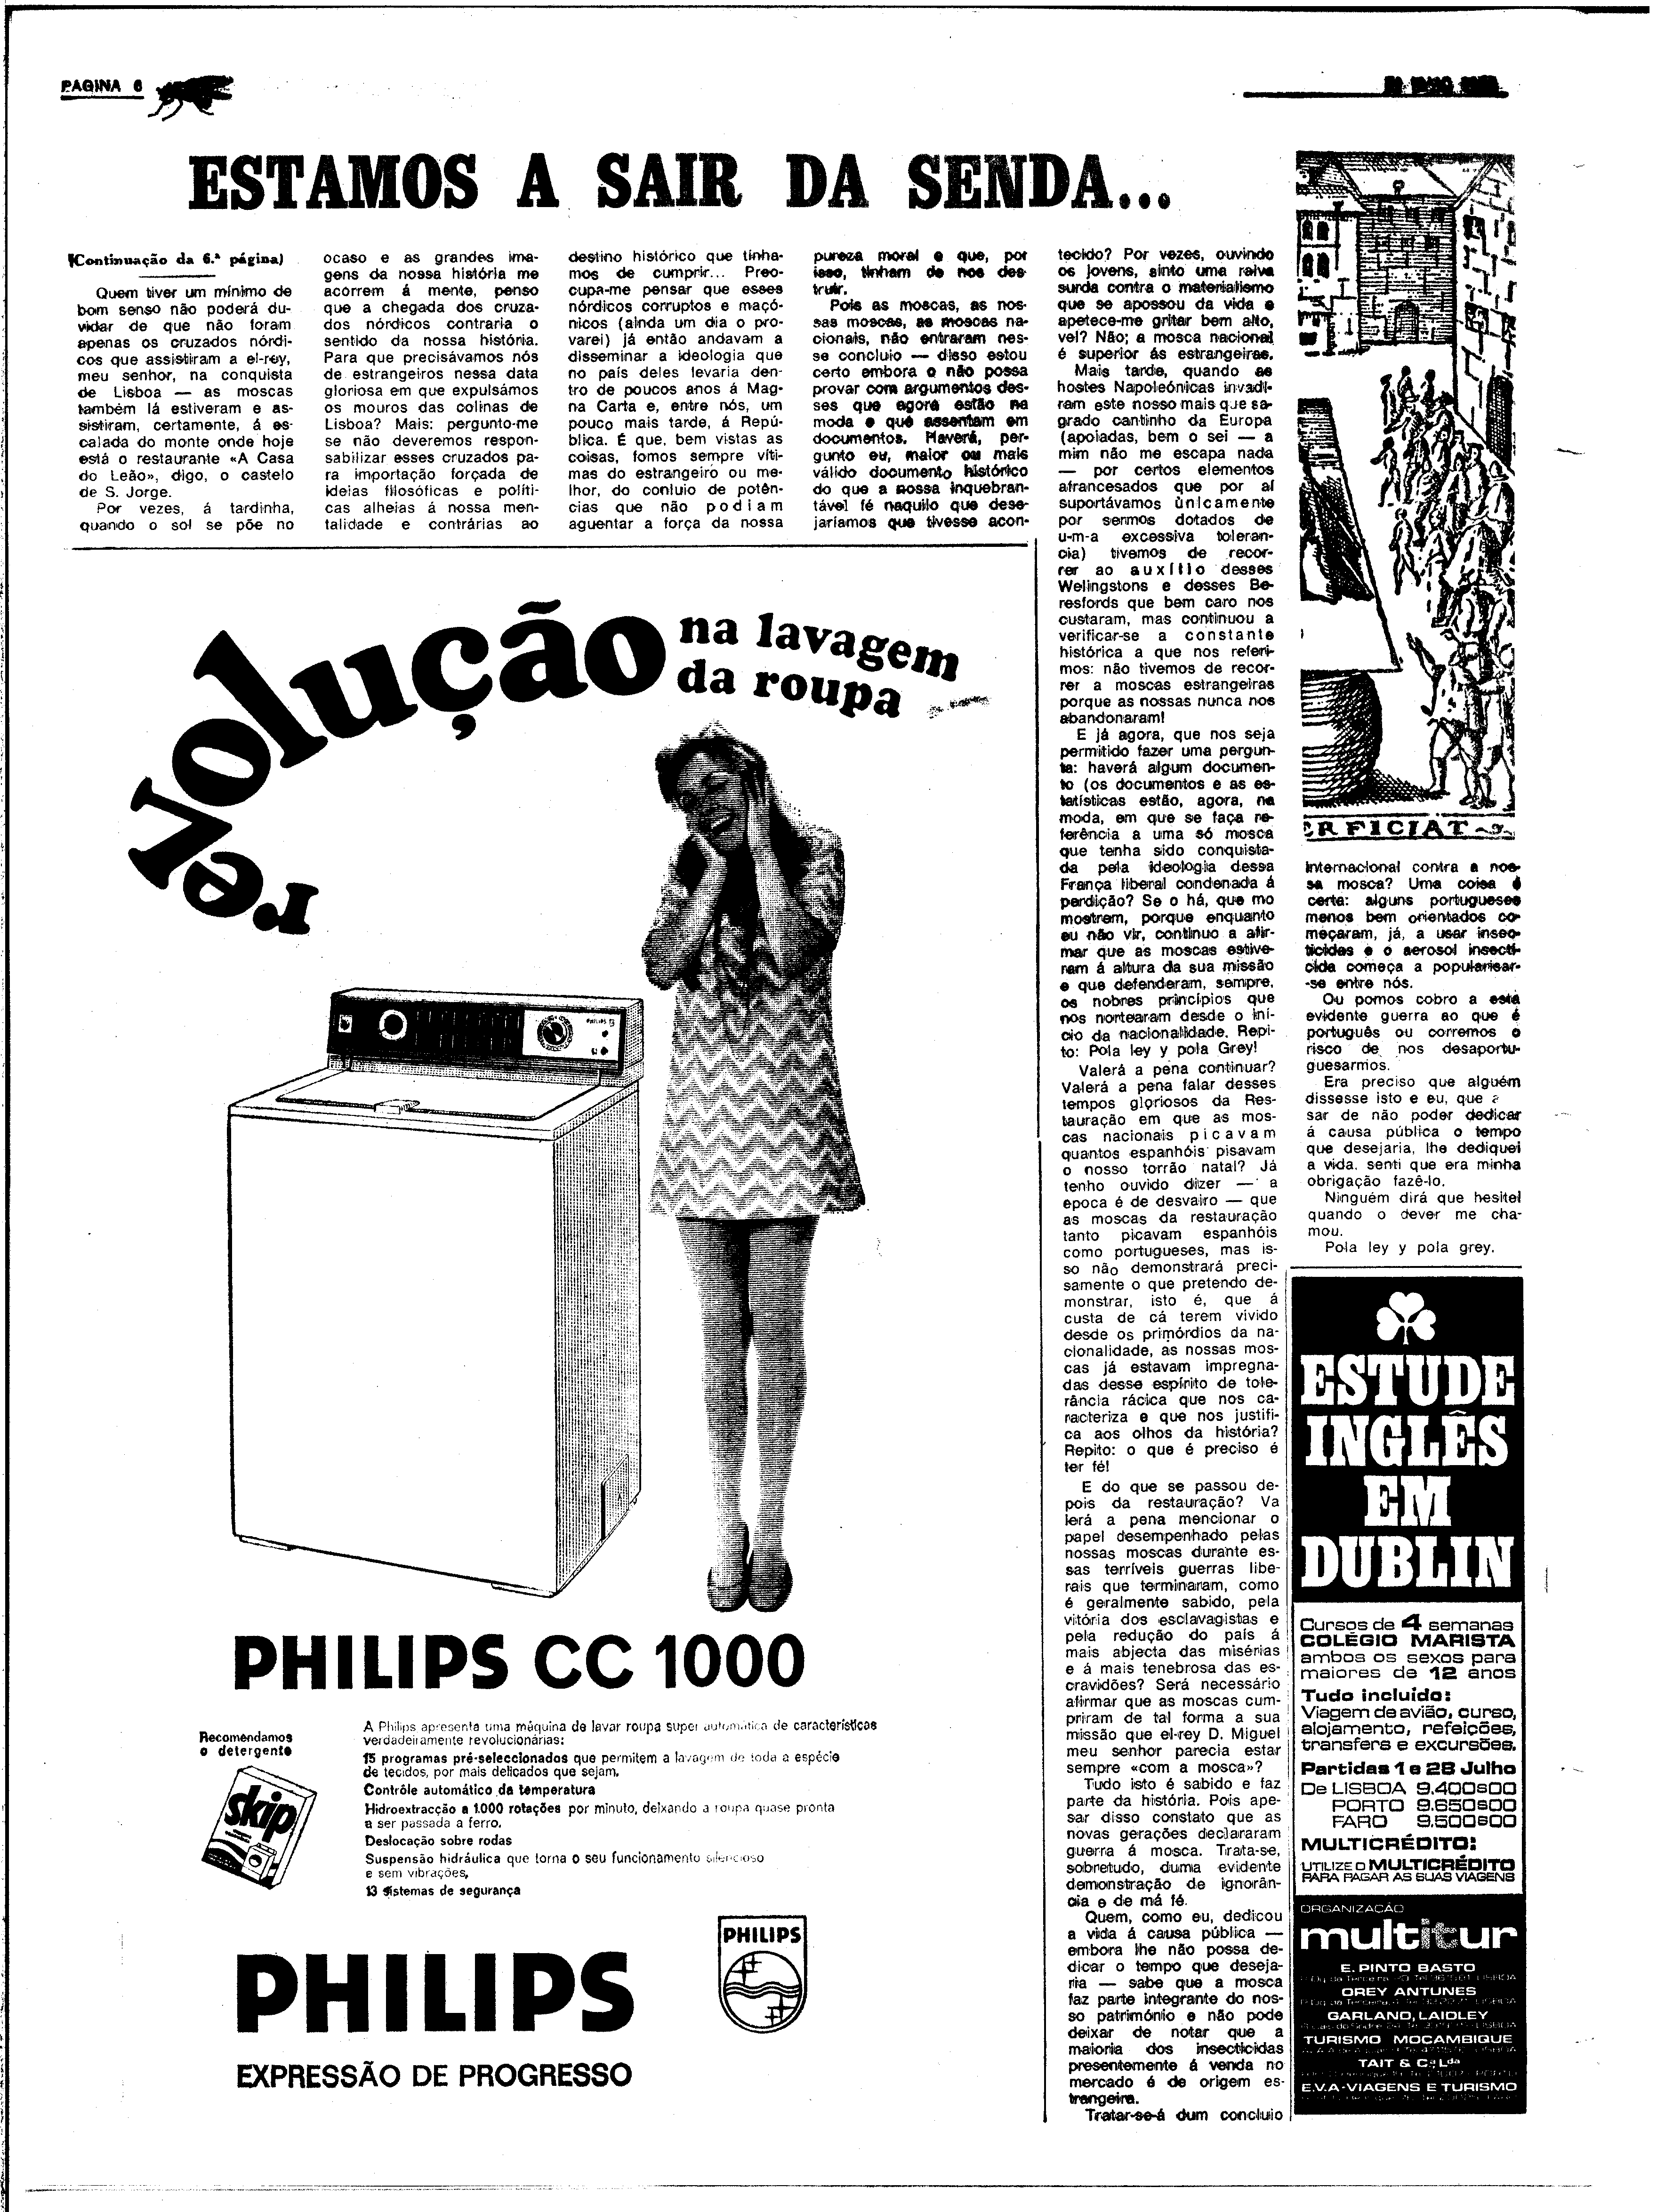 PAGINA 6
ESTAMOS A SAIR DA SENDA...
(Continuação da 6.ª página)
Quem tiver um mínimo de
bom senso não poderá du-
vidar de que não foram
apenas os cruzados nórdi-
cos que assistiram a el-rey,
meu senhor, na conquista
de Lisboa — as moscas
também lá estiveram e as-
sistiram, certamente, á es-
calada do monte onde hoje
está o restaurante «A Casa
do Leão», digo, o castelo
de S. Jorge.
Por vezes, á tardinha,
quando o sol se põe no
ocaso e as grandes ima-
gens da nossa história me
acorrem á mente, penso
que a chegada dos cruza-
dos nórdicos contraria o
sentido da nossa história.
Para que precisávamos nós
de estrangeiros nessa data
gloriosa em que expulsámos
os mouros das colinas de
Lisboa? Mais: pergunto-me
se não deveremos respon-
sabilizar esses cruzados pa-
ra importação forçada de
ideias filosóficas e políti-
cas alheias á nossa men-
talidade e contrárias ao
destino histórico que tínha-
mos de cumprir... Preo-
cupa-me pensar que esses
nórdicos corruptos e maçó-
nicos (ainda um dia o pro-
varei) já então andavam a
disseminar a ideologia que
no país deles levaria den-
tro de poucos anos á Mag-
na Carta e, entre nós, um
pouco mais tarde, á Repú-
blica. É que, bem vistas as
coisas, fomos sempre víti-
mas do estrangeiro ou me-
lhor, do conluio de potên-
cias que não podiam
aguentar a força da nossa
pureza moral e que, por
isso, tinham de nos des-
truir.
Pois as moscas, as nos-
sas moscas, as moscas na-
cionais, não entraram nes-
se concluio — disso estou
certo embora o não possa
provar com argumentos des-
ses que agora estão na
moda e que assentam em
documentos. Haverá, per-
gunto eu, maior ou mais
válido documento histórico
do que a nossa inquebran-
tável fé naquilo que dese-
jaríamos que tivesse acon-
tecido? Por vezes, ouvindo
os jovens, sinto uma raiva
surda contra o materialismo
que se apossou da vida e
apetece-me gritar bem alto,
vel? Não; a mosca nacional
é superior ás estrangeiras.
Mais tarde, quando as
hostes Napoleónicas invadi-
ram este nosso mais que sa-
grado cantinho da Europa
(apoiadas, bem o sei — a
mim não me escapa nada
— por certos elementos
afrancesados que por aí
suportávamos ùnicamente
por sermos dotados de
u-m-a excessiva toleran-
cia) tivemos de recor-
rer ao auxílio desses
Welingstons e desses Be-
resfords que bem caro nos
custaram, mas continuou a
verificar-se a constante
histórica a que nos referi-
mos: não tivemos de recor-
rer a moscas estrangeiras
porque as nossas nunca nos
abandonaram!
E já agora, que nos seja
permitido fazer uma pergun-
ta: haverá algum documen-
to (os documentos e as es-
tatísticas estão, agora, na
moda, em que se faça re-
ferência a uma só mosca
que tenha sido conquista-
da pela ideologia dessa
França liberal condenada á
perdição? Se o há, que mo
mostrem, porque enquanto
eu não vir, continuo a afir-
mar que as moscas estive-
ram á altura da sua missão
e que defenderam, sempre,
os nobres princípios que
nos nortearam desde o iní-
cio da nacionalidade. Repi-
to: Pola ley y pola Grey!
Valerá a pena continuar?
Valerá a pena falar desses
tempos gloriosos da Res-
tauração em que as mos-
cas nacionais picavam
quantos espanhóis pisavam
o nosso torrão natal? Já
tenho ouvido dizer — a
epoca é de desvairo — que
as moscas da restauração
tanto picavam espanhóis
como portugueses, mas is-
so não demonstrará preci-
samente o que pretendo de-
monstrar, isto é, que á
custa de cá terem vivido
desde os primórdios da na-
cionalidade, as nossas mos-
cas já estavam impregna-
das desse espírito de tole-
rância rácica que nos ca-
racteriza e que nos justifi-
ca aos olhos da história?
Repito: o que é preciso é
ter fé!
E do que se passou de-
pois da restauração? Va
lerá a pena mencionar o
papel desempenhado pelas
nossas moscas durante es-
sas terríveis guerras libe-
rais que terminaram, como
é geralmente sabido, pela
vitória dos esclavagistas e
pela redução do país á
mais abjecta das misérias
e á mais tenebrosa das es-
cravidões? Será necessário
afirmar que as moscas cum-
priram de tal forma a sua
missão que el-rey D. Miguel
meu senhor parecia estar
sempre «com a mosca»?
Tudo isto é sabido e faz
parte da história. Pois ape-
sar disso constato que as
novas gerações declararam
guerra á mosca. Trata-se,
sobretudo, duma evidente
demonstração de ignorân-
cia e de má fé.
Quem, como eu, dedicou
a vida á causa pública —
embora lhe não possa de-
dicar o tempo que deseja-
ria — sabe que a mosca
faz parte integrante do nos-
so património e não pode
deixar de notar que a
maioria dos insecticidas
presentemente á venda no
mercado é de origem es-
trangeira.
Tratar-se-á dum concluio
ERFICIAT
internacional contra a nos-
sa mosca? Uma coisa é
certa: alguns portugueses
menos bem orientados co-
meçaram, já, a usar insec-
ticidas e o aerosol insecti-
cida começa a popularisar-
-se entre nós.
Ou pomos cobro a esta
evidente guerra ao que é
português ou corremos o
risco de nos desaportu-
guesarmos.
Era preciso que alguém
dissesse isto e eu, que a
sar de não poder dedicar
á causa pública o tempo
que desejaria, lhe dediquei
a vida. senti que era minha
obrigação fazê-lo.
Ninguém dirá que hesitei
quando o dever me cha-
mou.
Pola ley y pola grey.
reVolução na lavagem
da roupa
PHILIPS CC 1000
Recomendamos
o detergente
skip
A Philips apresenta uma máquina de lavar roupa super automática de características
verdadeiramente revolucionárias:
15 programas pré-seleccionados que permitem a lavagem de toda a espécie
de tecidos, por mais delicados que sejam.
Contrôle automático da temperatura
Hidroextracção a 1.000 rotações por minuto, deixando a roupa quase pronta
a ser passada a ferro.
Deslocação sobre rodas
Suspensão hidráulica que torna o seu funcionamento silencioso
e sem vibrações,
13 sistemas de segurança
PHILIPS
PHILIPS
EXPRESSÃO DE PROGRESSO
ESTUDE
INGLÊS
EM
DUBLIN
Cursos de 4 semanas
COLÉGIO MARISTA
ambos os sexos para
maiores de 12 anos
Tudo incluído:
Viagem de avião, curso,
alojamento, refeições,
transfers e excursões.
Partidas 1 e 28 Julho
De LISBOA 9.400s00
PORTO 9.650s00
FARO 9.500s00
MULTICRÉDITO:
UTILIZE O MULTICRÉDITO
PARA PAGAR AS SUAS VIAGENS
ORGANIZAÇÃO
multitur
E. PINTO BASTO
OREY ANTUNES
GARLAND, LAIDLEY
TURISMO MOÇAMBIQUE
TAIT & C.ª Lda
E.V.A-VIAGENS E TURISMO